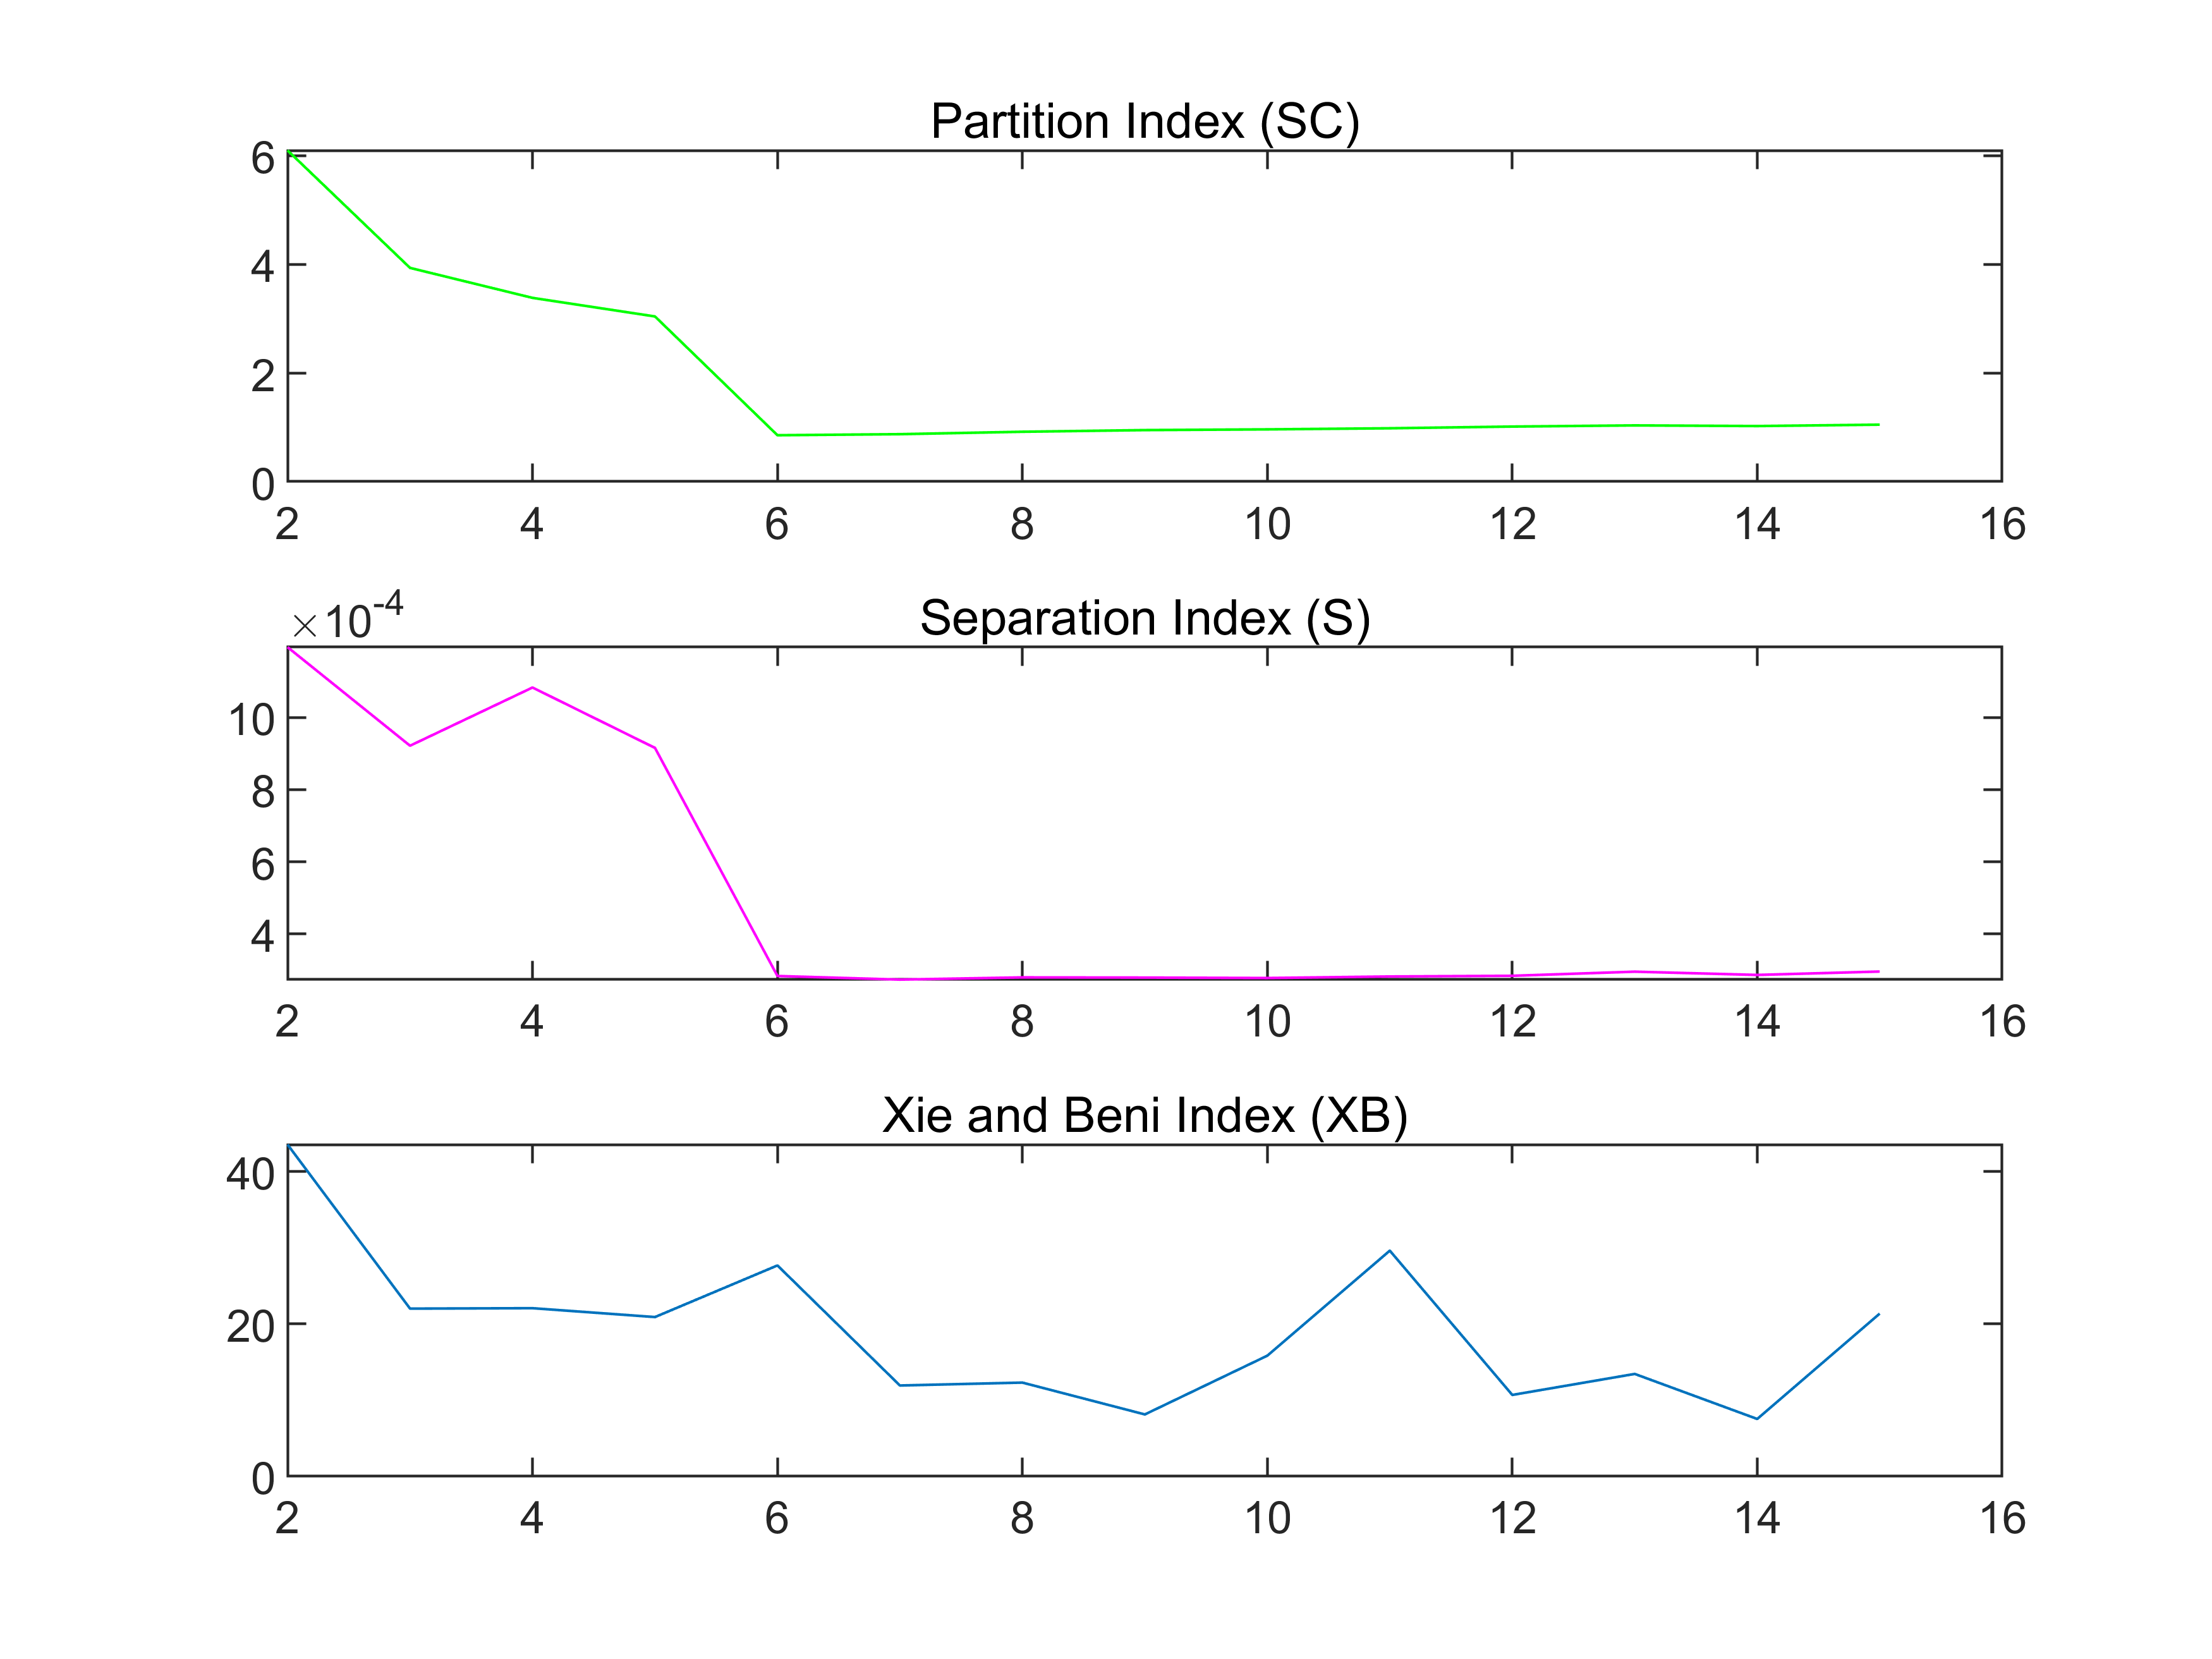 Partition Index (SC)
6
4
2
0
2 4 6 8 10 12 14 16
×10-4
Separation Index (S)
10
8
6
4
2 4 6 8 10 12 14 16
Xie and Beni Index (XB)
40
20
0
2 4 6 8 10 12 14 16